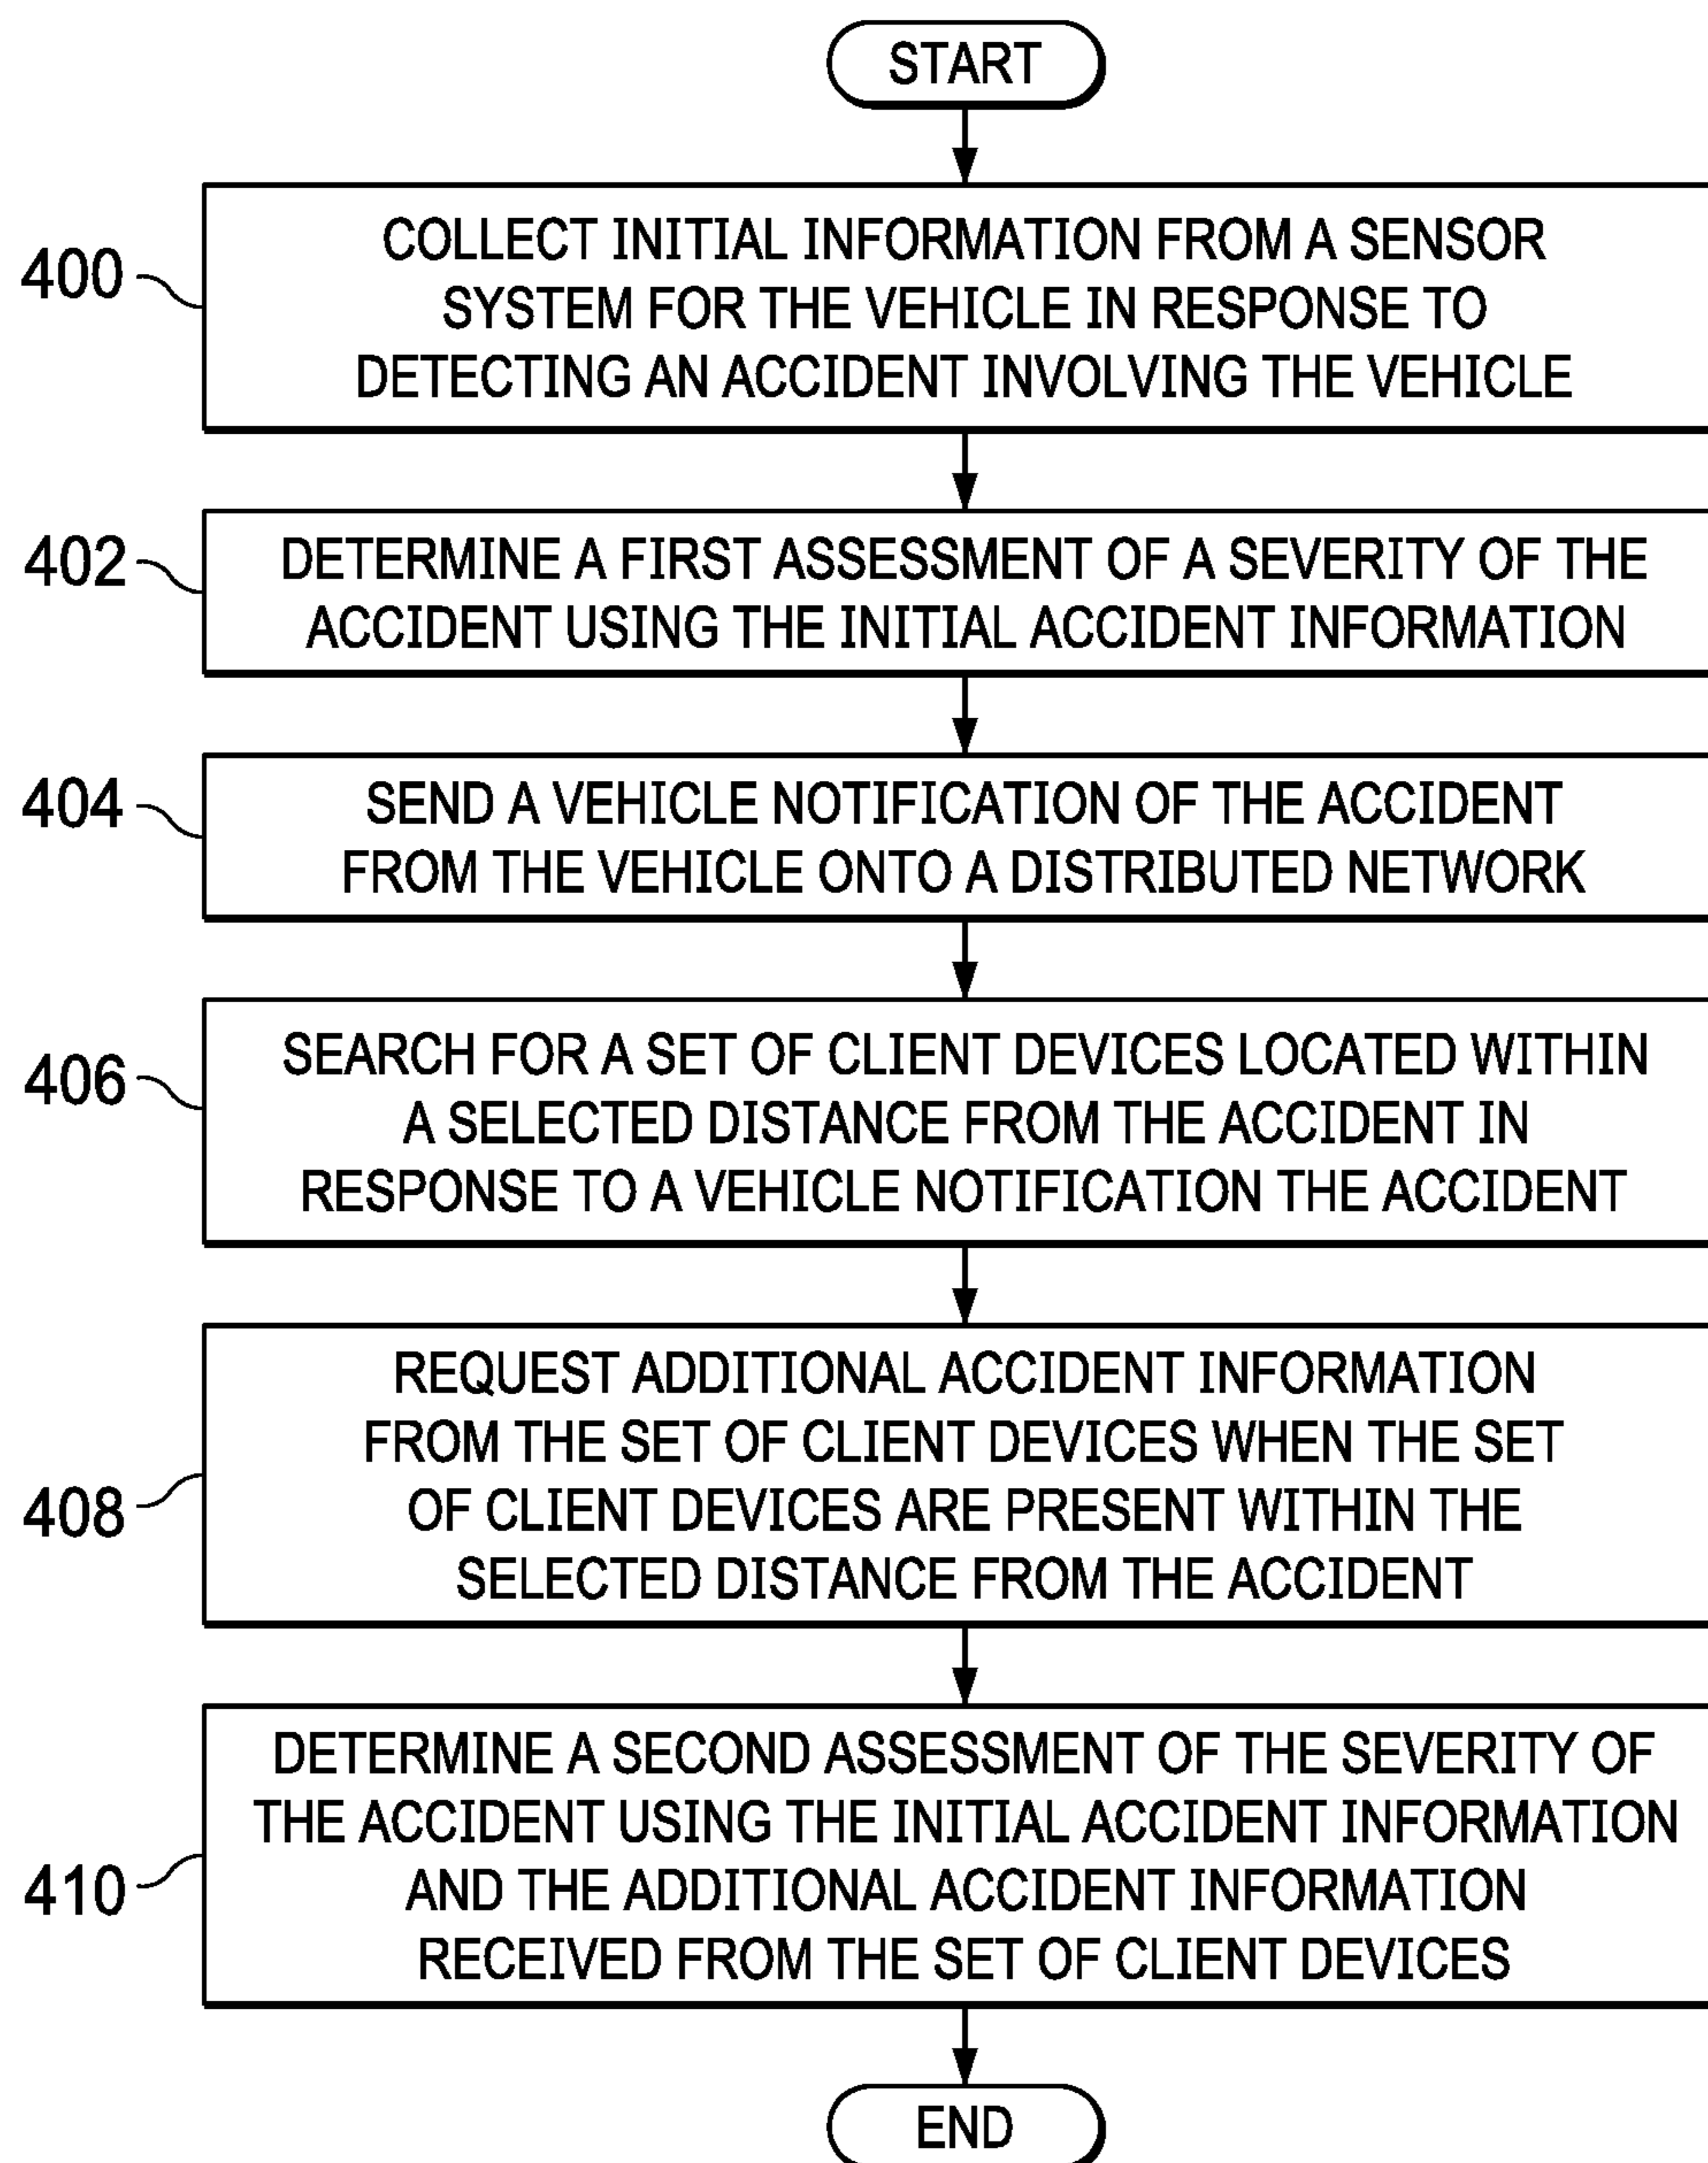 START
400
COLLECT INITIAL INFORMATION FROM A SENSOR
SYSTEM FOR THE VEHICLE IN RESPONSE TO
DETECTING AN ACCIDENT INVOLVING THE VEHICLE
402
DETERMINE A FIRST ASSESSMENT OF A SEVERITY OF THE
ACCIDENT USING THE INITIAL ACCIDENT INFORMATION
404
SEND A VEHICLE NOTIFICATION OF THE ACCIDENT
FROM THE VEHICLE ONTO A DISTRIBUTED NETWORK
406
SEARCH FOR A SET OF CLIENT DEVICES LOCATED WITHIN
A SELECTED DISTANCE FROM THE ACCIDENT IN
RESPONSE TO A VEHICLE NOTIFICATION THE ACCIDENT
408
REQUEST ADDITIONAL ACCIDENT INFORMATION
FROM THE SET OF CLIENT DEVICES WHEN THE SET
OF CLIENT DEVICES ARE PRESENT WITHIN THE
SELECTED DISTANCE FROM THE ACCIDENT
410
DETERMINE A SECOND ASSESSMENT OF THE SEVERITY OF
THE ACCIDENT USING THE INITIAL ACCIDENT INFORMATION
AND THE ADDITIONAL ACCIDENT INFORMATION
RECEIVED FROM THE SET OF CLIENT DEVICES
END